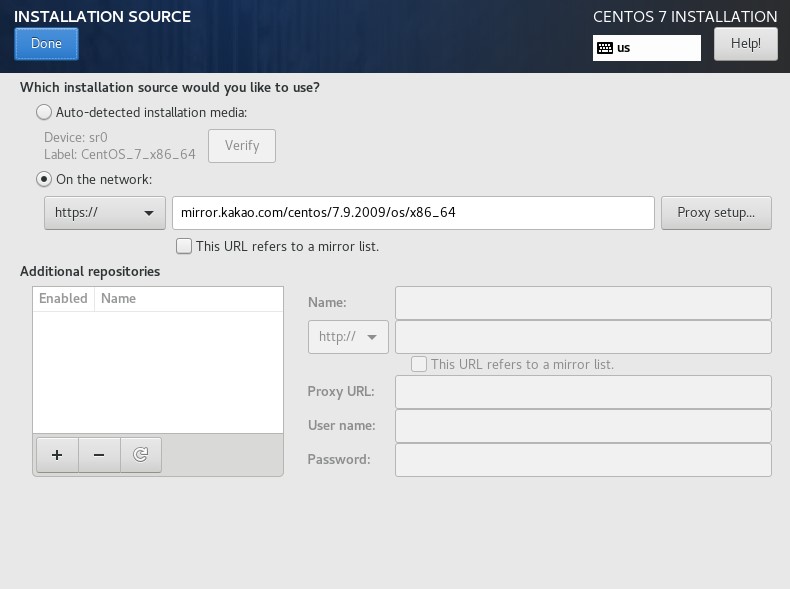 INSTALLATION SOURCE
CENTOS 7 INSTALLATION
Done
us
Help!
Which installation source would you like to use?
Auto-detected installation media:
Device: sr0
Label: CentOS_7_x86_64
Verify
On the network:
https://
mirror.kakao.com/centos/7.9.2009/os/x86_64
Proxy setup...
This URL refers to a mirror list.
Additional repositories
Enabled Name
Name:
http://
This URL refers to a mirror list.
Proxy URL:
User name:
Password: